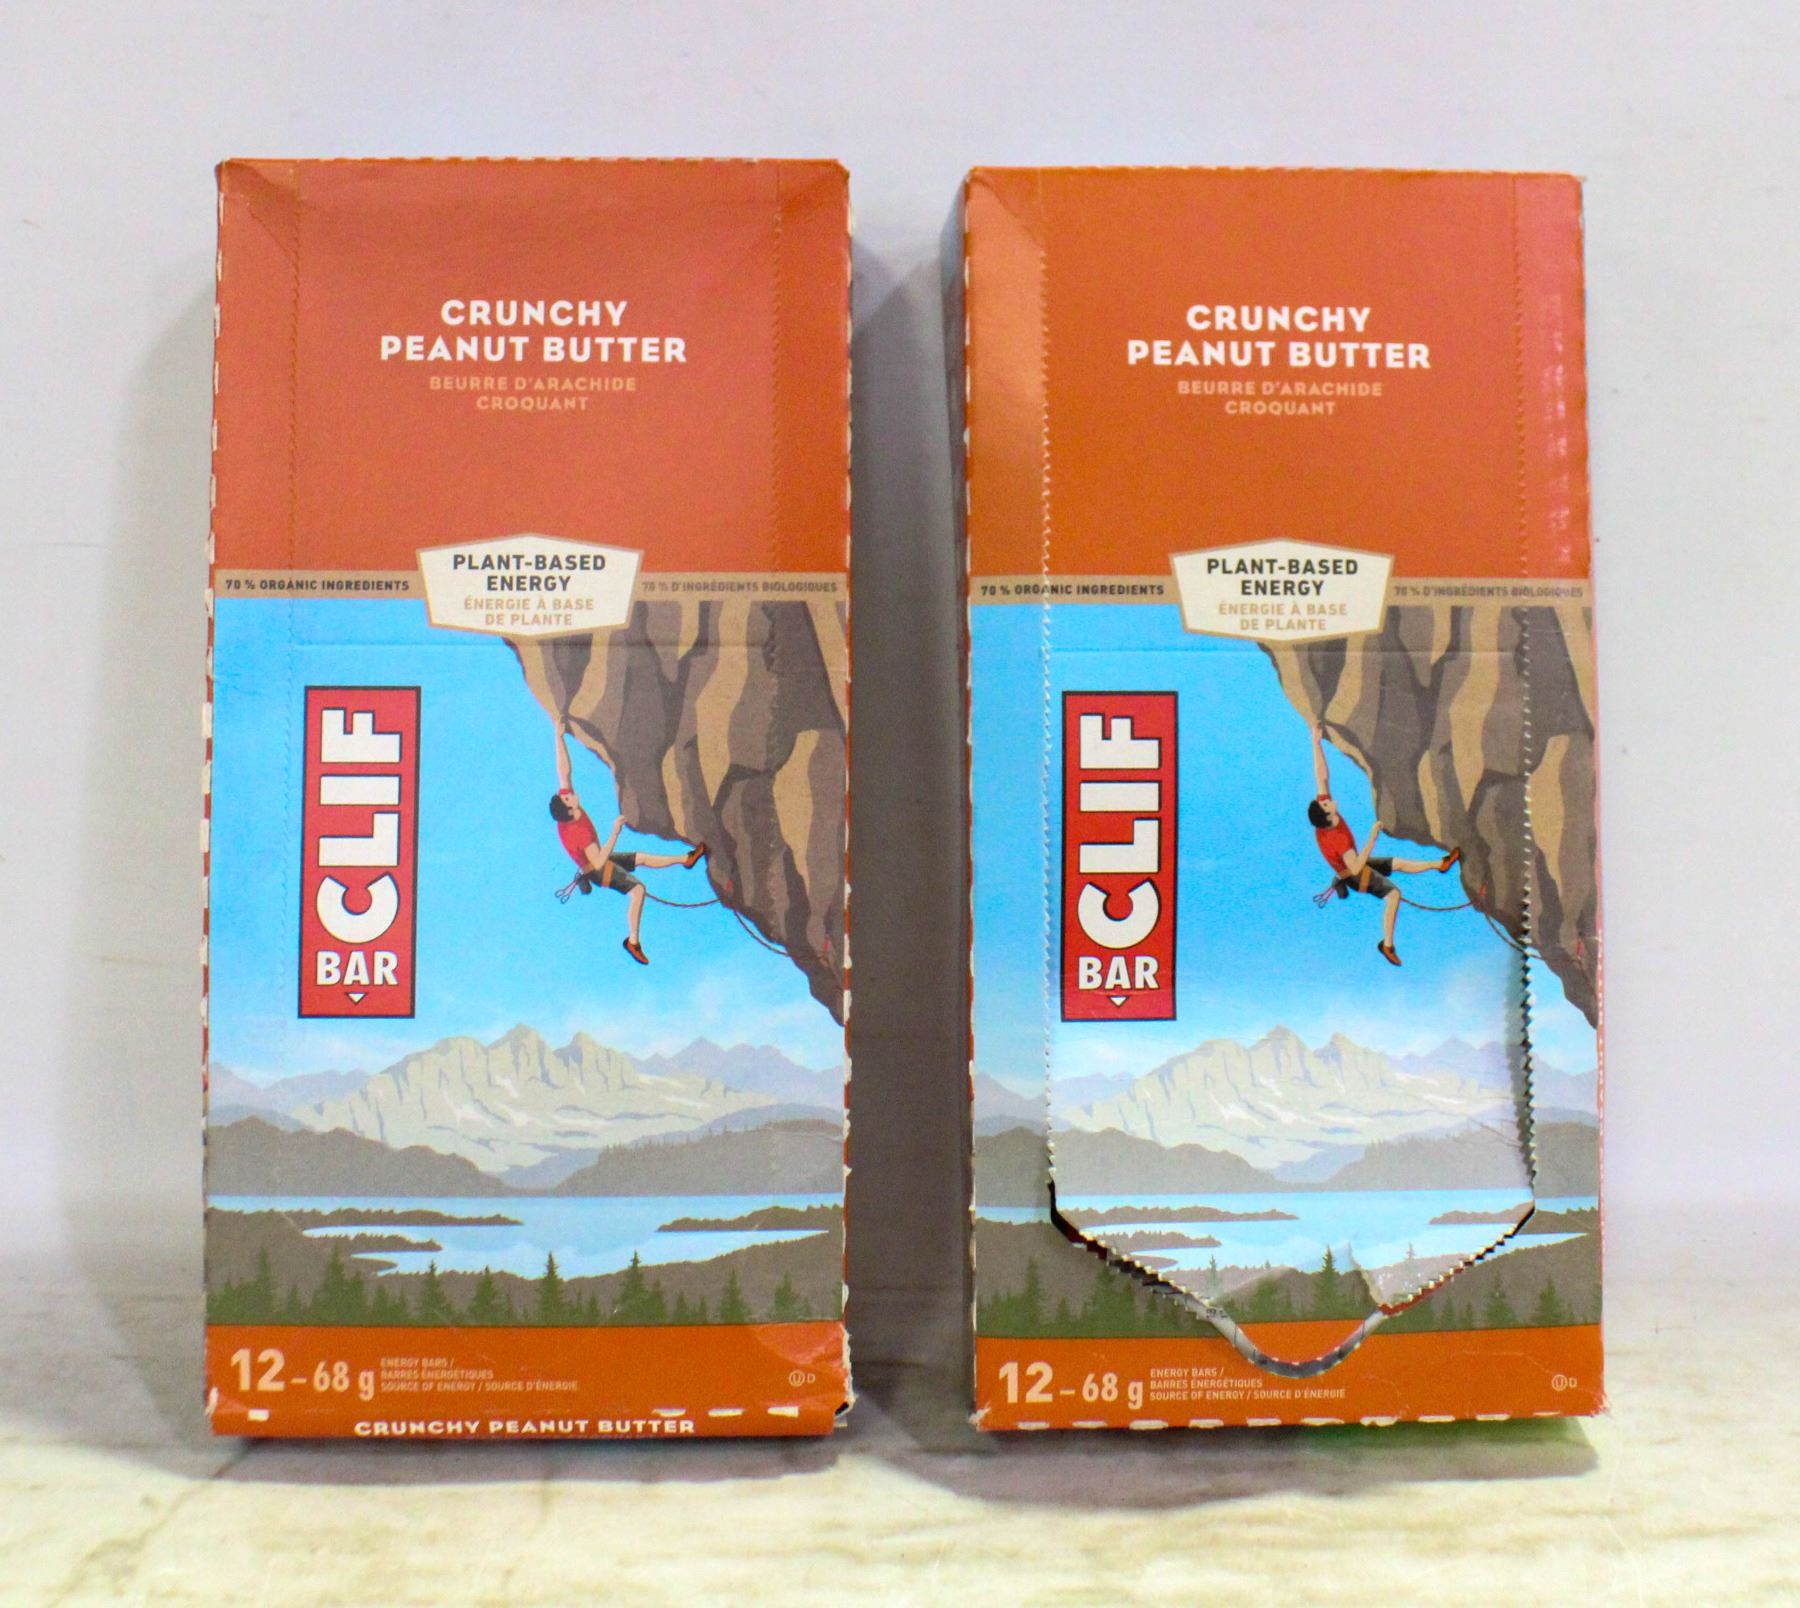 CRUNCHY
PEANUT BUTTER
BEURRE D'ARACHIDE
CROQUANT
PLANT-BASED
ENERGY
ÉNERGIE À BASE
DE PLANTE
70 % ORGANIC INGREDIENTS
70 % D'INGRÉDIENTS BIOLOGIQUES
CLIF
BAR
12-68 g
ENERGY BARS /
BARRES ÉNERGÉTIQUES
SOURCE OF ENERGY / SOURCE D'ÉNERGIE
U D
CRUNCHY PEANUT BUTTER
CRUNCHY
PEANUT BUTTER
BEURRE D'ARACHIDE
CROQUANT
PLANT-BASED
ENERGY
ÉNERGIE À BASE
DE PLANTE
70 % ORGANIC INGREDIENTS
70 % D'INGRÉDIENTS BIOLOGIQUES
CLIF
BAR
12-68 g
ENERGY BARS /
BARRES ÉNERGÉTIQUES
SOURCE OF ENERGY / SOURCE D'ÉNERGIE
U D